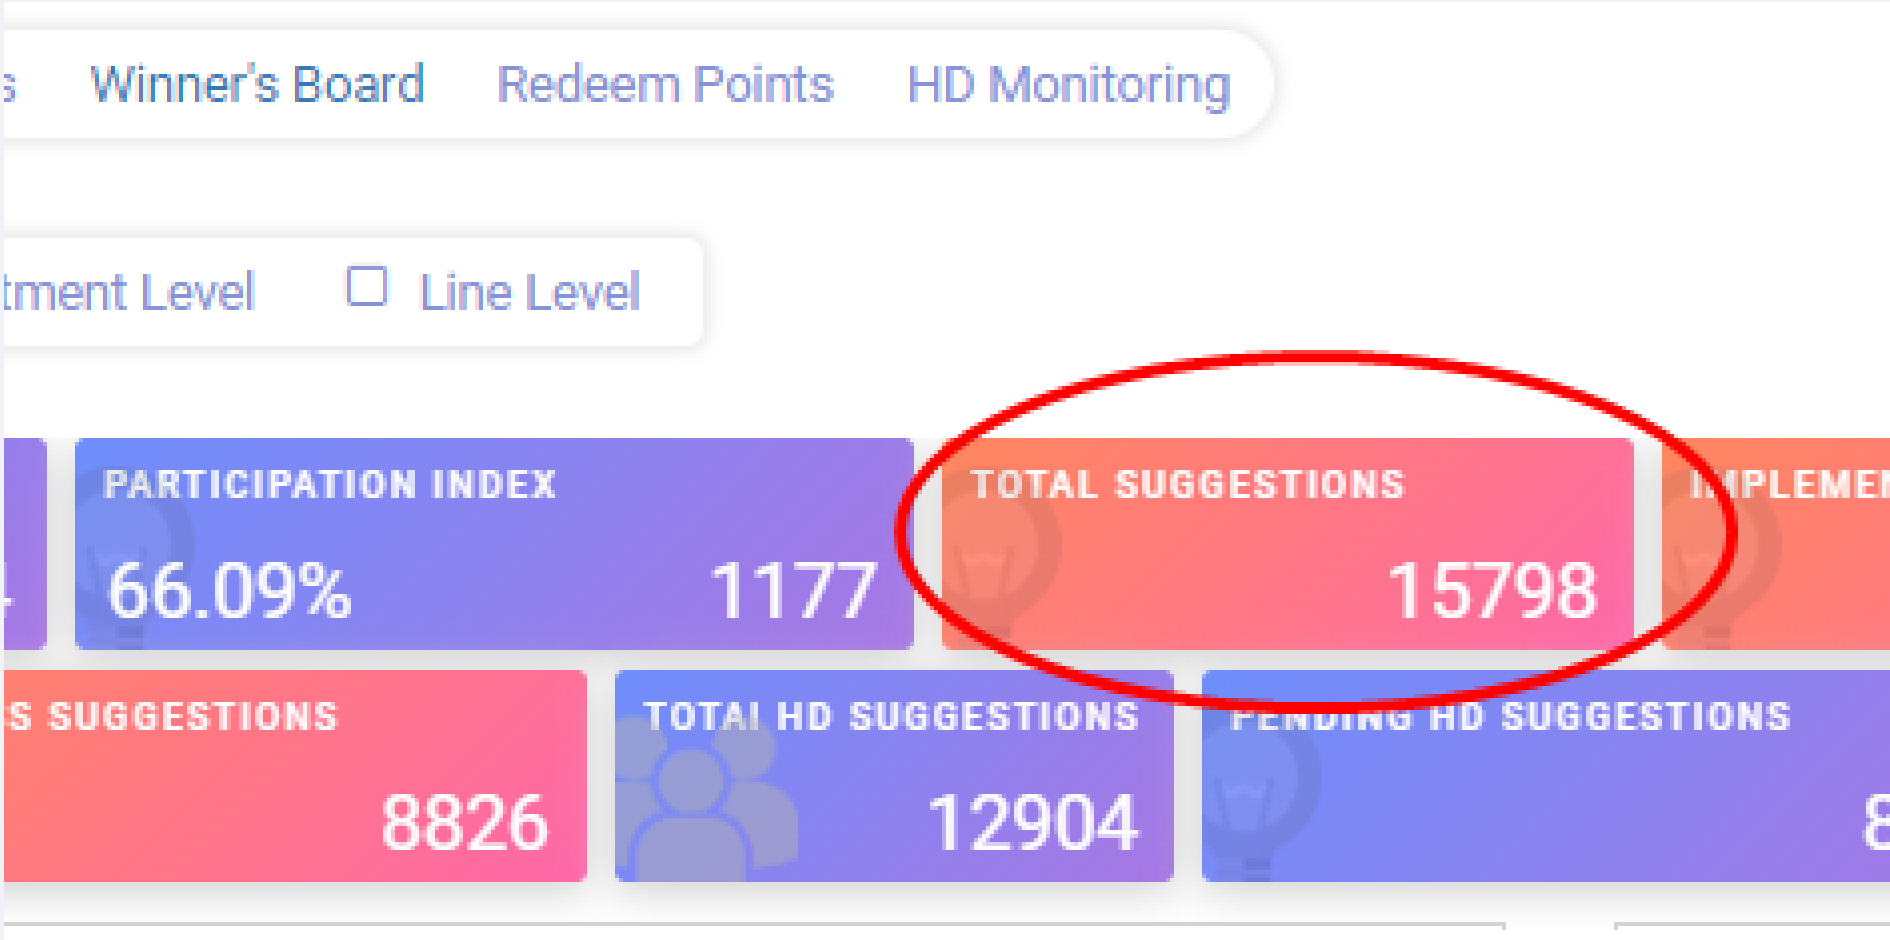 Winner's Board Redeem Points HD Monitoring
Level Line Level
PARTICIPATION INDEX
66.09% 1177
TOTAL SUGGESTIONS
15798
SUGGESTIONS
8826
TOTAL HD SUGGESTIONS
12904
PENDING HD SUGGESTIONS